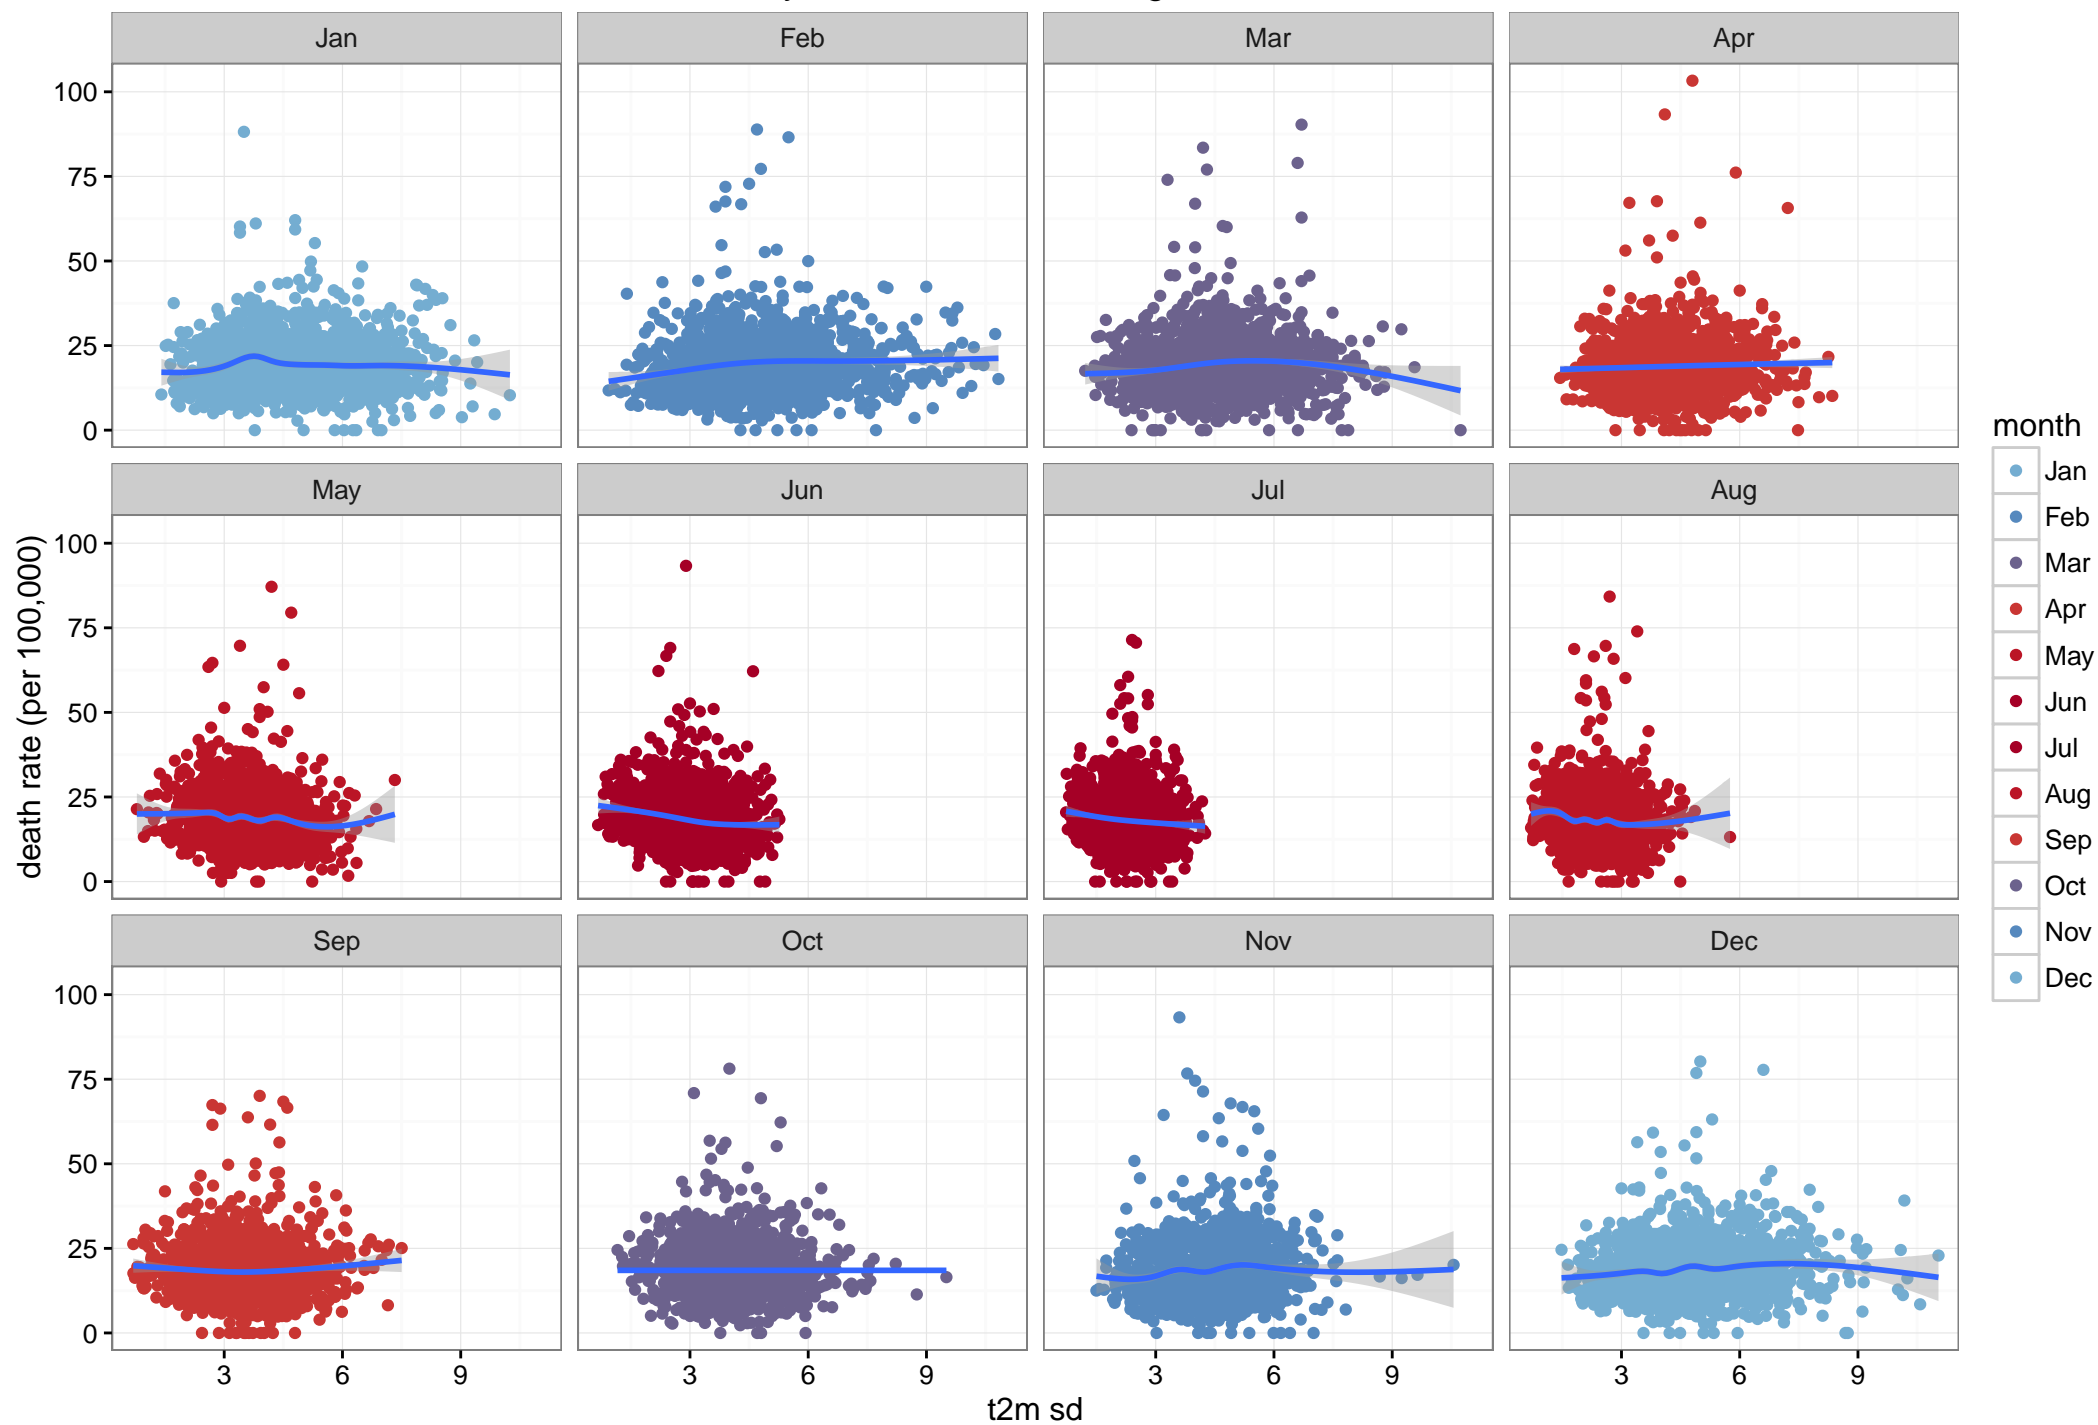 Jan Feb Mar Apr
100
75
50
25
0
May Jun Jul Aug
100
75
50
25
0
Sep Oct Nov Dec
100
75
50
25
0
3 6 9 3 6 9 3 6 9 3 6 9
t2m sd
death rate (per 100,000)
month
Jan
Feb
Mar
Apr
May
Jun
Jul
Aug
Sep
Oct
Nov
Dec